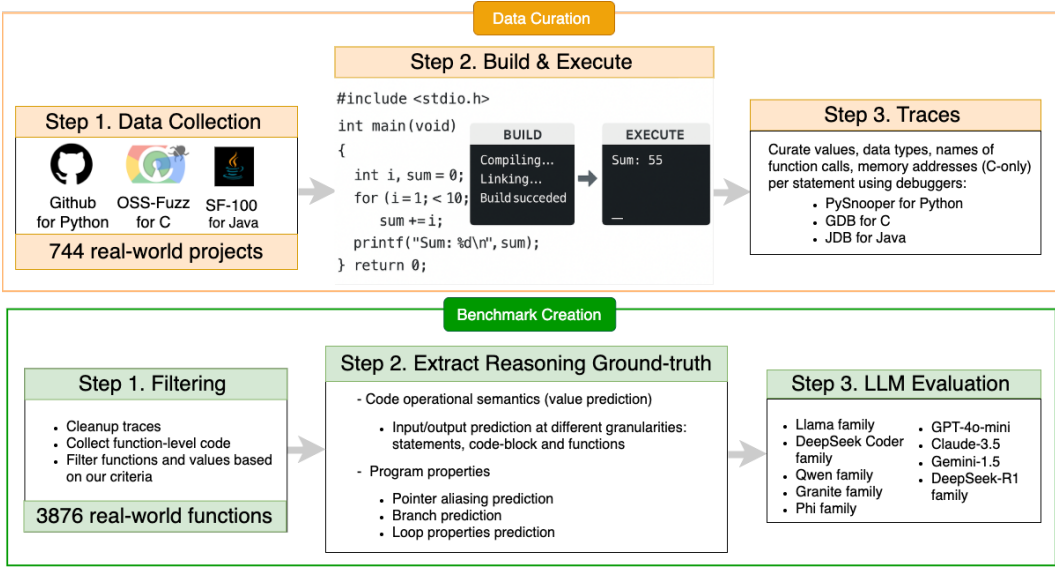 Data Curation
Step 1. Data Collection
Github
for Python
OSS-Fuzz
for C
SF-100
for Java
744 real-world projects
Step 2. Build & Execute
#include <stdio.h>
int main(void)
{
int i, sum = 0;
for (i = 1; < 10;
sum += i;
printf("Sum: %d\n", sum);
} return 0;
BUILD
Compiling...
Linking...
Build succeded
EXECUTE
Sum: 55
_
Step 3. Traces
Curate values, data types, names of
function calls, memory addresses (C-only)
per statement using debuggers:
• PySnooper for Python
• GDB for C
• JDB for Java
Benchmark Creation
Step 1. Filtering
• Cleanup traces
• Collect function-level code
• Filter functions and values based
on our criteria
3876 real-world functions
Step 2. Extract Reasoning Ground-truth
- Code operational semantics (value prediction)
• Input/output prediction at different granularities:
statements, code-block and functions
- Program properties
• Pointer aliasing prediction
• Branch prediction
• Loop properties prediction
Step 3. LLM Evaluation
• Llama family
• DeepSeek Coder
family
• Qwen family
• Granite family
• Phi family
• GPT-4o-mini
• Claude-3.5
• Gemini-1.5
• DeepSeek-R1
family